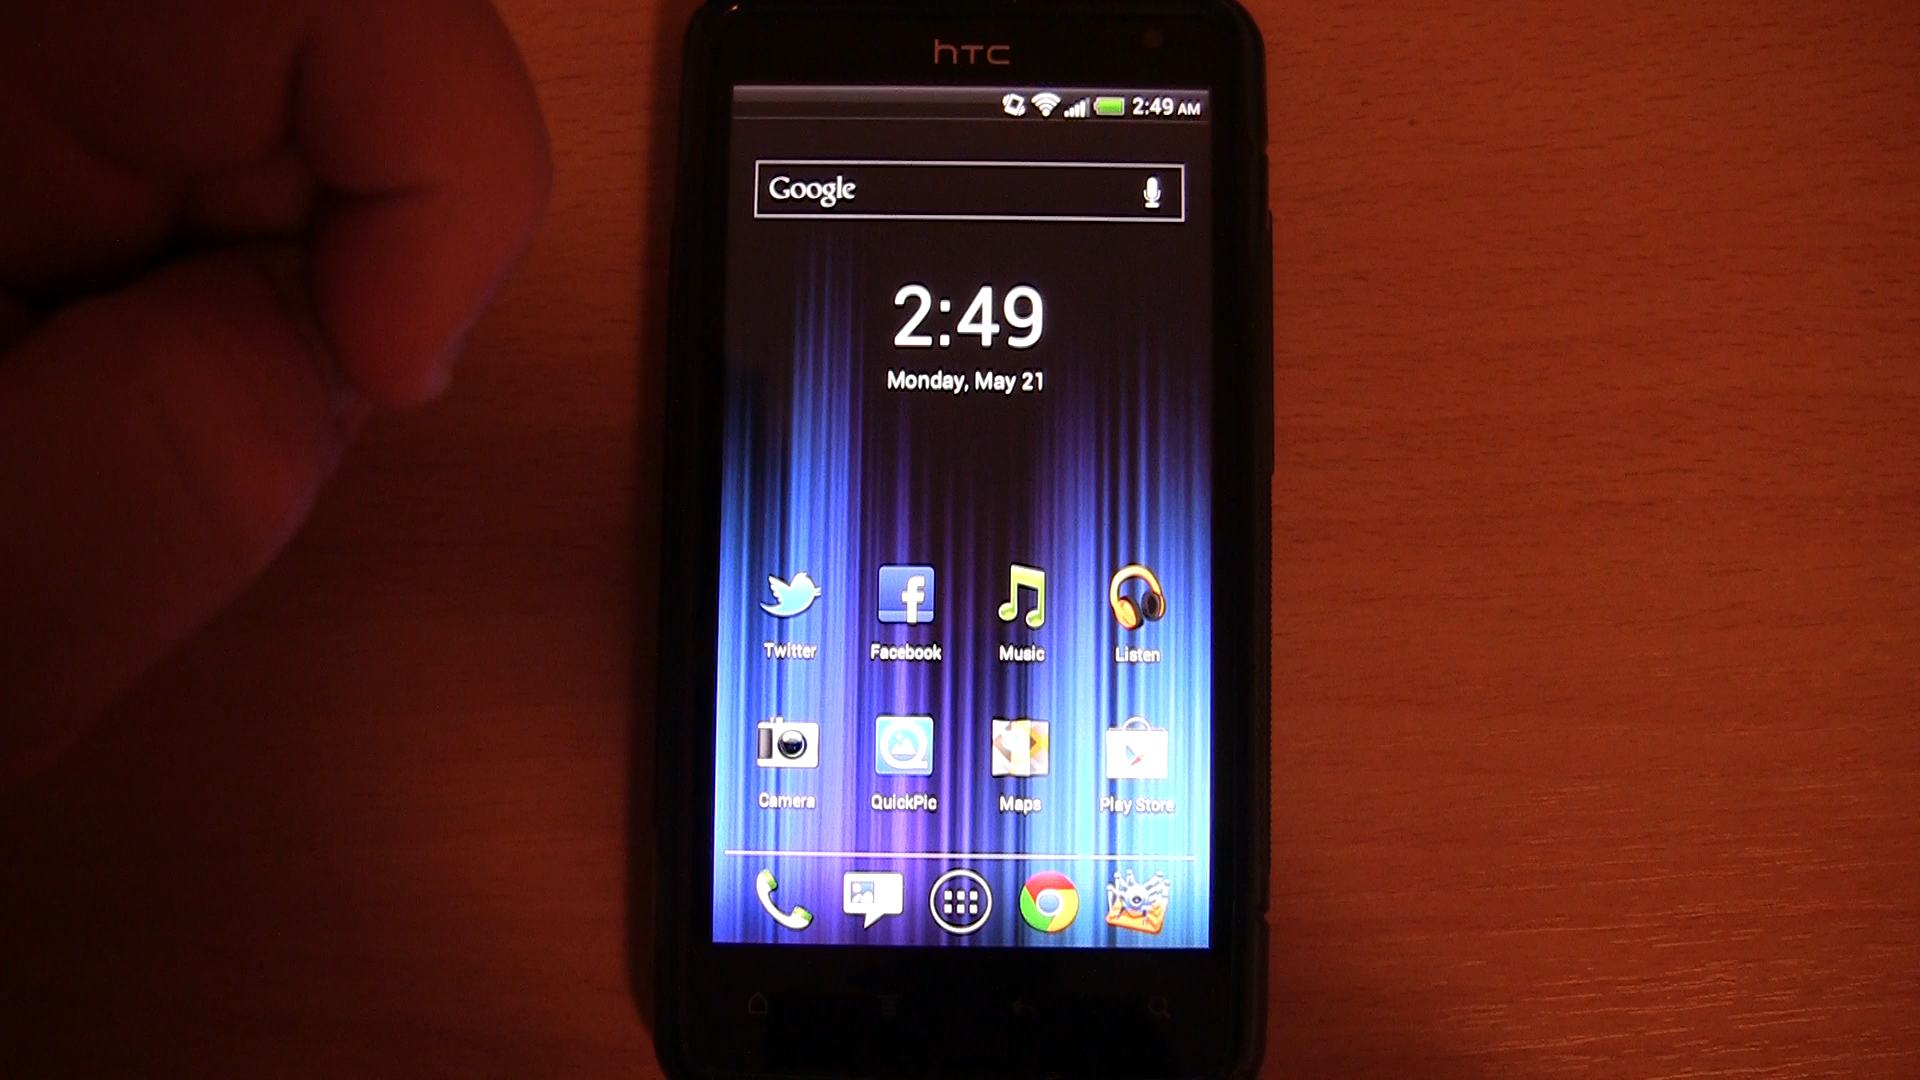 hTC
2:49 AM
Google
2:49
Monday, May 21
Twitter Facebook Music Listen
Camera QuickPic Maps Play Store